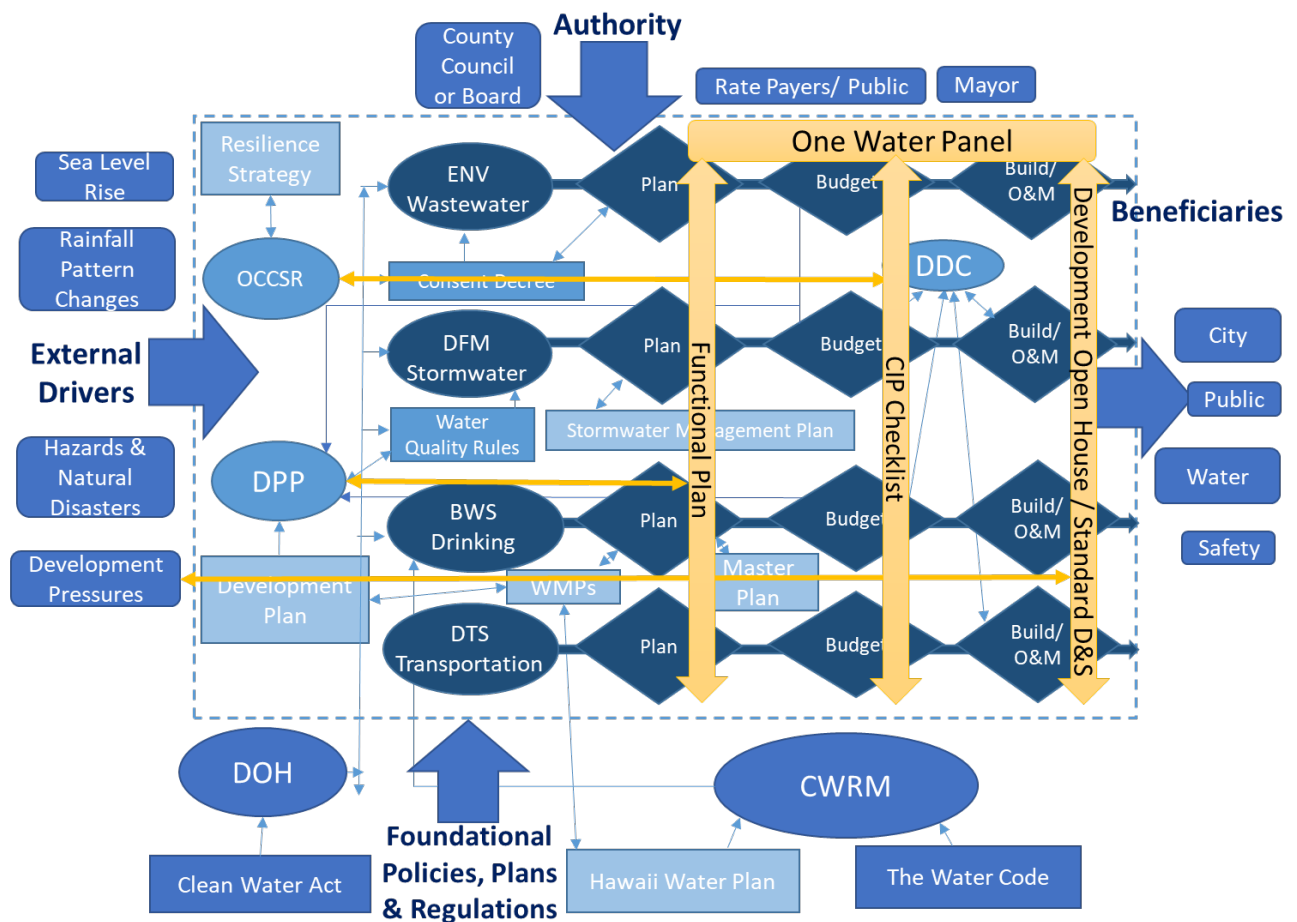 Authority
County
Council
or Board
Rate Payers/ Public
Mayor
One Water Panel
Resilience
Strategy
Sea Level
Rise
ENV
Wastewater
Plan
Budget
Build/
O&M
Beneficiaries
Rainfall
Pattern
Changes
OCCSR
Consent Decree
DDC
External
Drivers
DFM
Stormwater
Plan
Budget
Build/
O&M
City
Public
Functional Plan
CIP Checklist
Development Open House / Standard D&S
Water
Quality Rules
Stormwater Management Plan
Hazards &
Natural
Disasters
DPP
Water
BWS
Drinking
Plan
Budget
Build/
O&M
Safety
Development
Pressures
Development
Plan
WMPs
Master
Plan
DTS
Transportation
Plan
Budget
Build/
O&M
DOH
CWRM
Foundational
Policies, Plans
& Regulations
Clean Water Act
Hawaii Water Plan
The Water Code